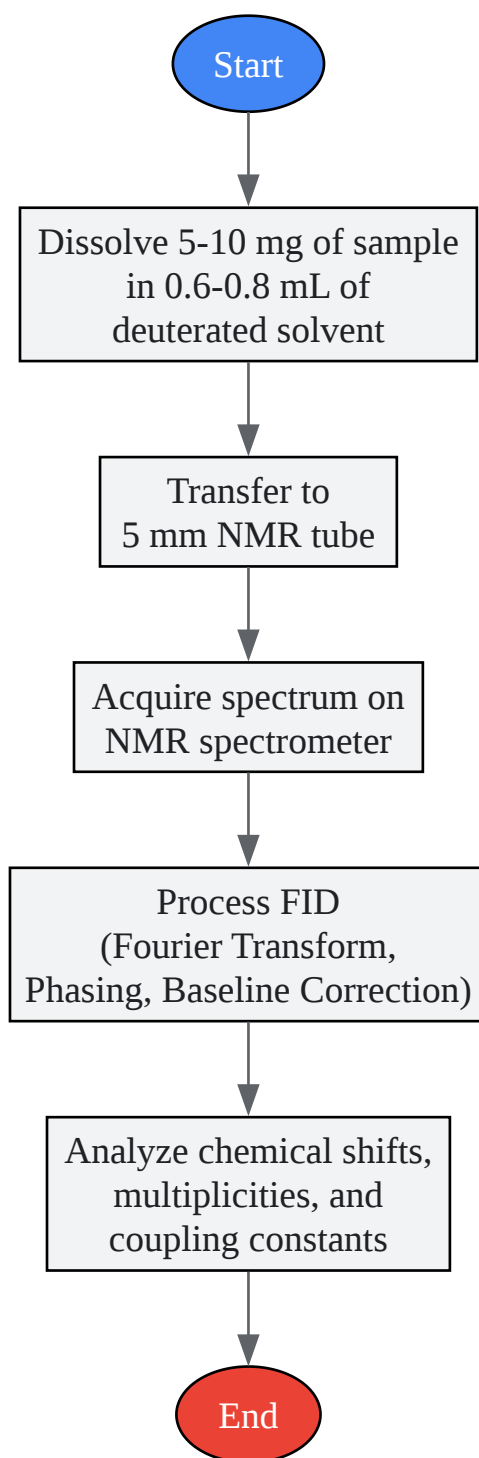 Start
Dissolve 5-10 mg of sample
in 0.6-0.8 mL of
deuterated solvent
Transfer to
5 mm NMR tube
Acquire spectrum on
NMR spectrometer
Process FID
(Fourier Transform,
Phasing, Baseline Correction)
Analyze chemical shifts,
multiplicities, and
coupling constants
End